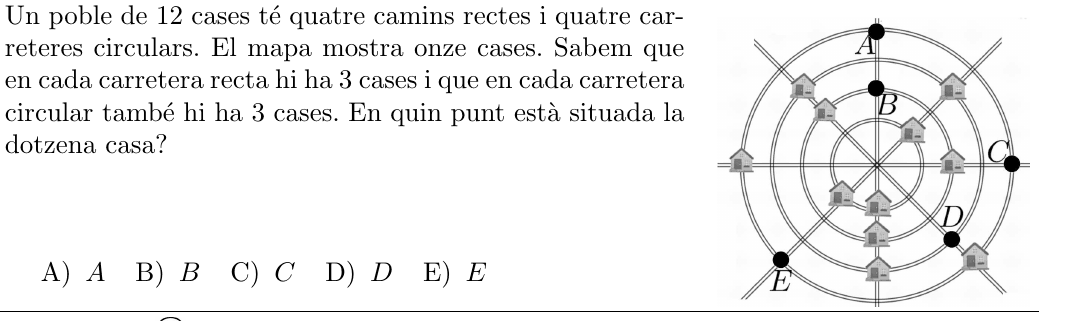 Un poble de 12 cases té quatre camins rectes i quatre car-
reteres circulars. El mapa mostra onze cases. Sabem que
en cada carretera recta hi ha 3 cases i que en cada carretera
circular també hi ha 3 cases. En quin punt està situada la
dotzena casa?
A) A B) B C) C D) D E) E
A
B
C
D
E